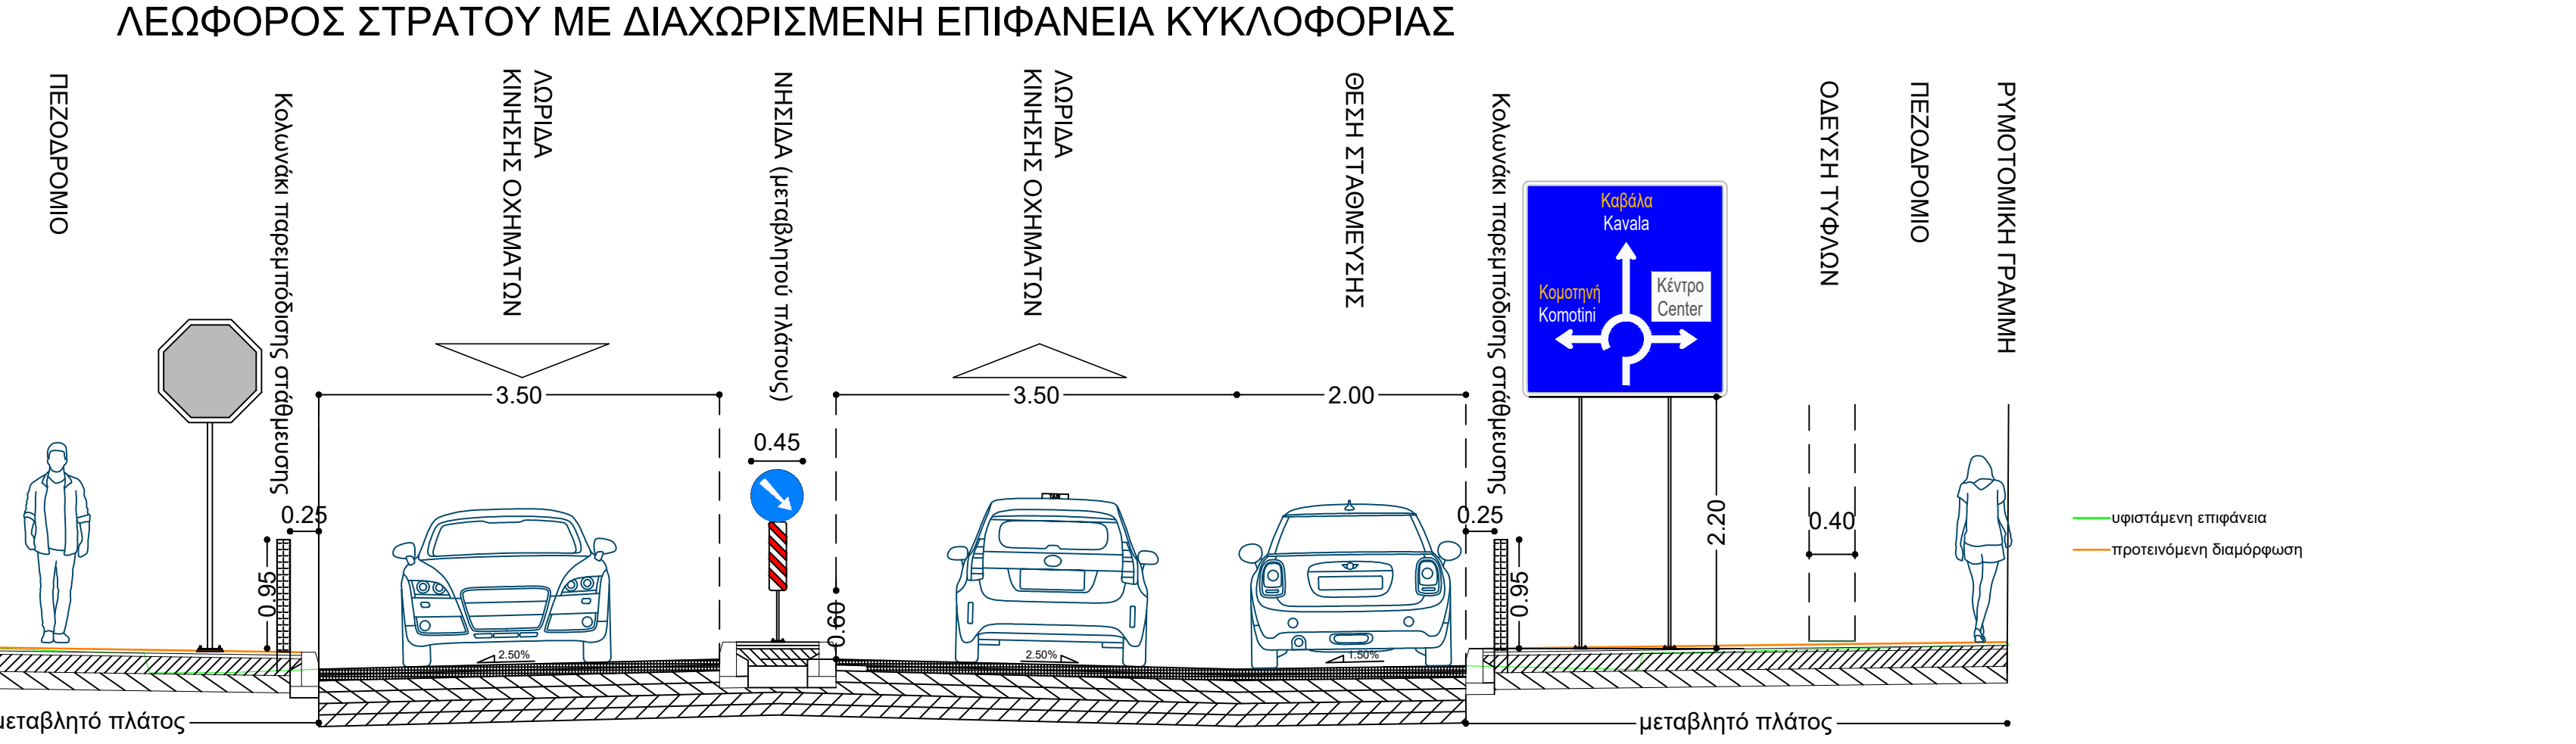 ΛΕΩΦΟΡΟΣ ΣΤΡΑΤΟΥ ΜΕ ΔΙΑΧΩΡΙΣΜΕΝΗ ΕΠΙΦΑΝΕΙΑ ΚΥΚΛΟΦΟΡΙΑΣ
ΠΕΖΟΔΡΟΜΙΟ
Κολωνάκι παρεμπόδισης στάθμευσης
ΛΩΡΙΔΑ
ΚΙΝΗΣΗΣ ΟΧΗΜΑΤΩΝ
ΝΗΣΙΔΑ (μεταβλητού πλάτους)
ΛΩΡΙΔΑ
ΚΙΝΗΣΗΣ ΟΧΗΜΑΤΩΝ
ΘΕΣΗ ΣΤΑΘΜΕΥΣΗΣ
Κολωνάκι παρεμπόδισης στάθμευσης
ΟΔΕΥΣΗ ΤΥΦΛΩΝ
ΠΕΖΟΔΡΟΜΙΟ
ΡΥΜΟΤΟΜΙΚΗ ΓΡΑΜΜΗ
Καβάλα
Kavala
Κομοτηνή
Komotini
Κέντρο
Center
3.50
3.50
2.00
0.45
0.25
0.95
0.60
0.25
0.95
2.20
0.40
2.50%
2.50%
1.50%
υφιστάμενη επιφάνεια
προτεινόμενη διαμόρφωση
μεταβλητό πλάτος
μεταβλητό πλάτος